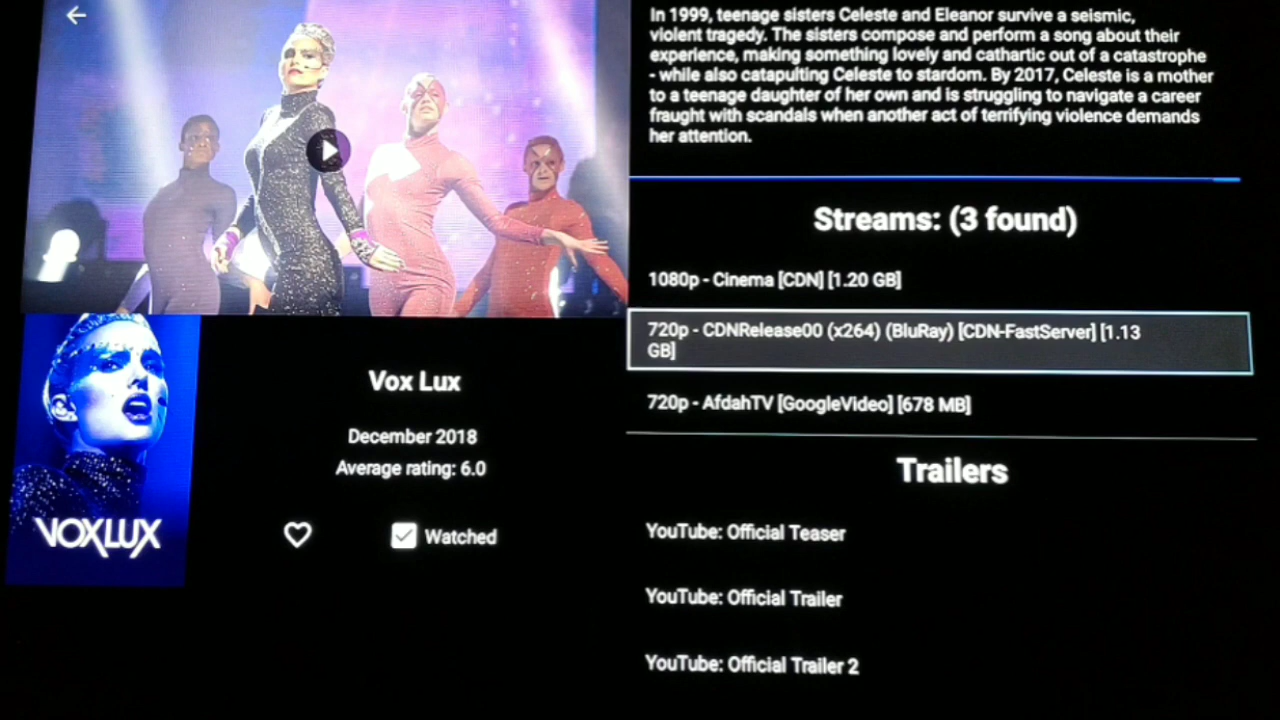 In 1999, teenage sisters Celeste and Eleanor survive a seismic,
violent tragedy. The sisters compose and perform a song about their
experience, making something lovely and cathartic out of a catastrophe
- while also catapulting Celeste to stardom. By 2017, Celeste is a mother
to a teenage daughter of her own and is struggling to navigate a career
fraught with scandals when another act of terrifying violence demands
her attention.
Streams: (3 found)
1080p - Cinema [CDN] [1.20 GB]
720p - CDNRelease00 (x264) (BluRay) [CDN-FastServer] [1.13
GB]
720p - AfdahTV [GoogleVideo] [678 MB]
Trailers
YouTube: Official Teaser
YouTube: Official Trailer
YouTube: Official Trailer 2
VOXLUX
Vox Lux
December 2018
Average rating: 6.0
Watched